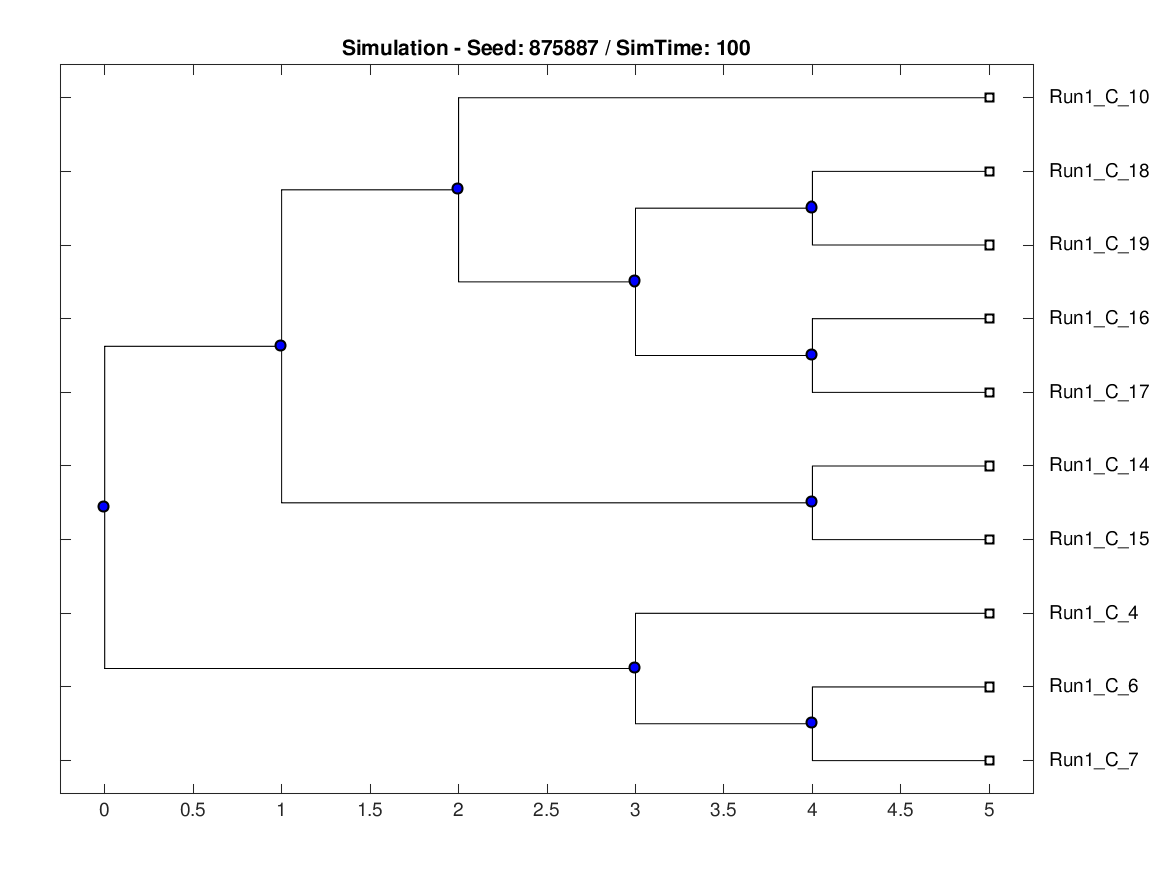 Simulation - Seed: 875887 / SimTime: 100
Run1_C_10
Run1_C_18
Run1_C_19
Run1_C_16
Run1_C_17
Run1_C_14
Run1_C_15
Run1_C_4
Run1_C_6
Run1_C_7
0 0.5 1 1.5 2 2.5 3 3.5 4 4.5 5